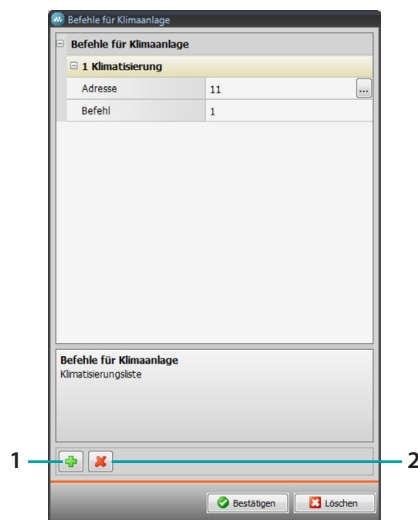 Befehle für Klimaanlage
Befehle für Klimaanlage
1 Klimatisierung
Adresse 11 ...
Befehl 1
Befehle für Klimaanlage
Klimatisierungsliste
1 2
Bestätigen Löschen